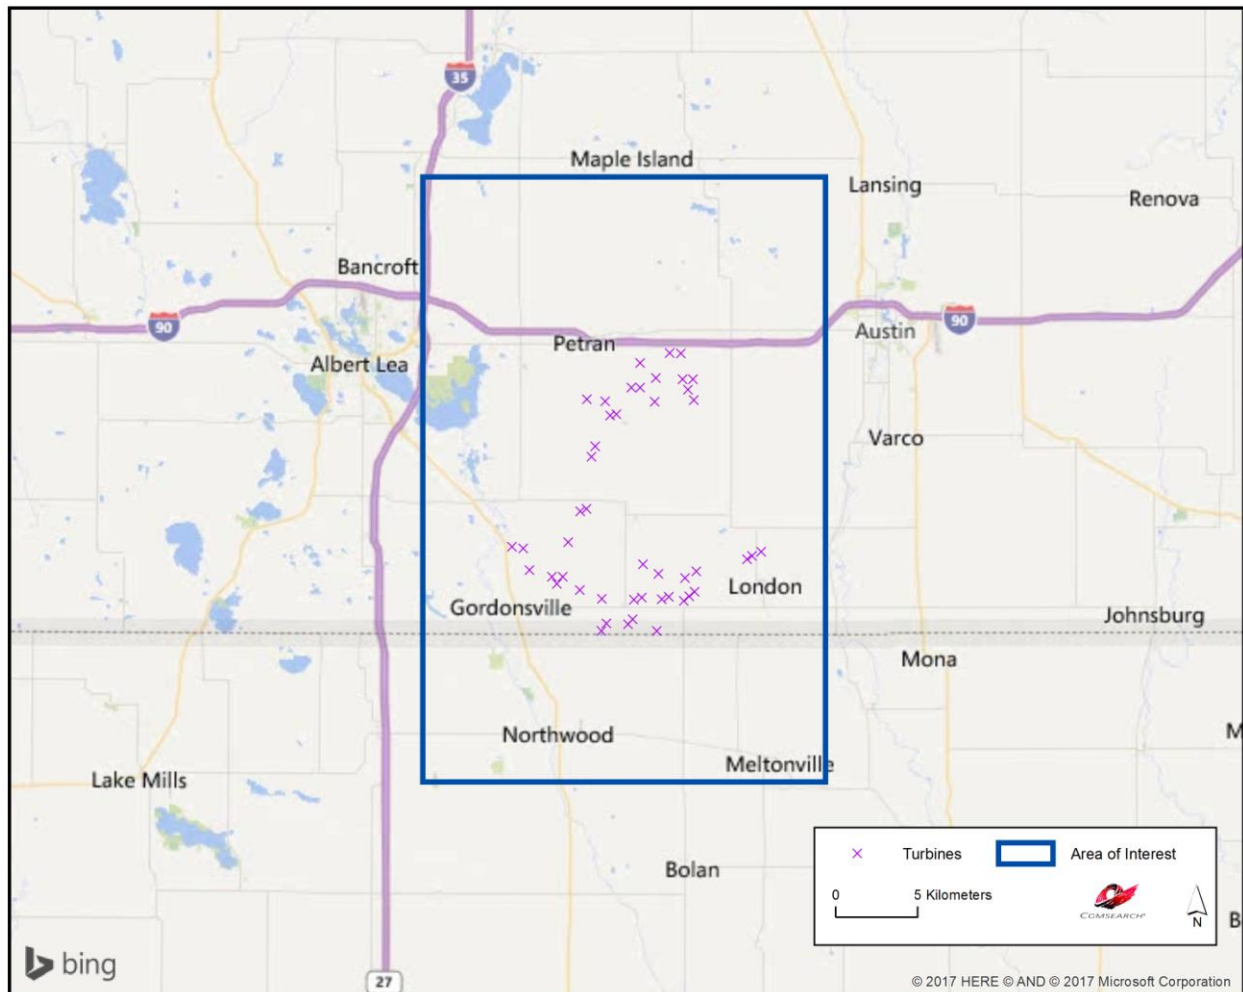 35
Maple Island
Lansing
Renova
Bancroft
90
90
Petran
Austin
Albert Lea
Varco
London
Gordonsville
Johnsburg
Mona
Northwood
Meltonville
Lake Mills
M
Turbines
Area of Interest
Bolan
0
5 Kilometers
COMSEARCH
N
B
bing
27
© 2017 HERE © AND © 2017 Microsoft Corporation